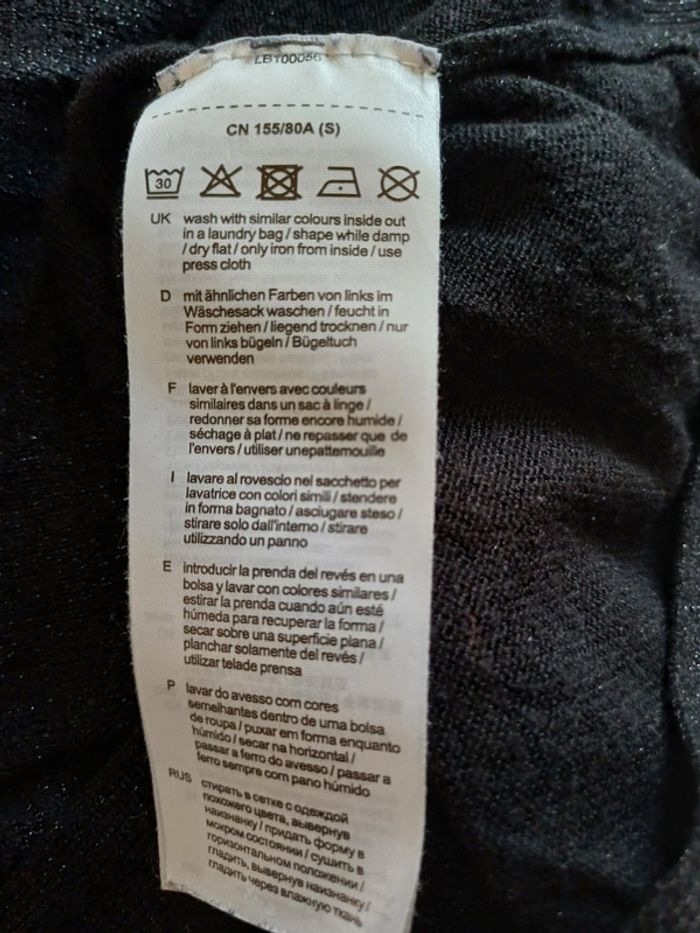 LB100056
CN 155/80A (S)
30
UK wash with similar colours inside out
in a laundry bag / shape while damp
/ dry flat / only iron from inside / use
press cloth
D mit ähnlichen Farben von links im
Wäschesack waschen / feucht in
Form ziehen / liegend trocknen / nur
von links bügeln / Bügeltuch
verwenden
F laver à l'envers avec couleurs
similaires dans un sac à linge /
redonner sa forme encore humide /
séchage à plat / ne repasser que de
l'envers / utiliser unepattemouille
I lavare al rovescio nel sacchetto per
lavatrice con colori simili / stendere
in forma bagnato / asciugare steso /
stirare solo dall'interno / stirare
utilizzando un panno
E introducir la prenda del revés en una
bolsa y lavar con colores similares /
estirar la prenda cuando aún esté
húmeda para recuperar la forma /
secar sobre una superficie plana /
planchar solamente del revés /
utilizar telade prensa
P lavar do avesso com cores
semelhantes dentro de uma bolsa
de roupa / puxar em forma enquanto
húmido / secar na horizontal /
passar a ferro do avesso / passar a
ferro sempre com pano húmido
RUS стирать в сетке с одеждой
похожего цвета, вывернув
наизнанку / придать форму в
мокром состоянии / сушить в
горизонтальном положении /
гладить, вывернув наизнанку /
гладить через влажную ткань